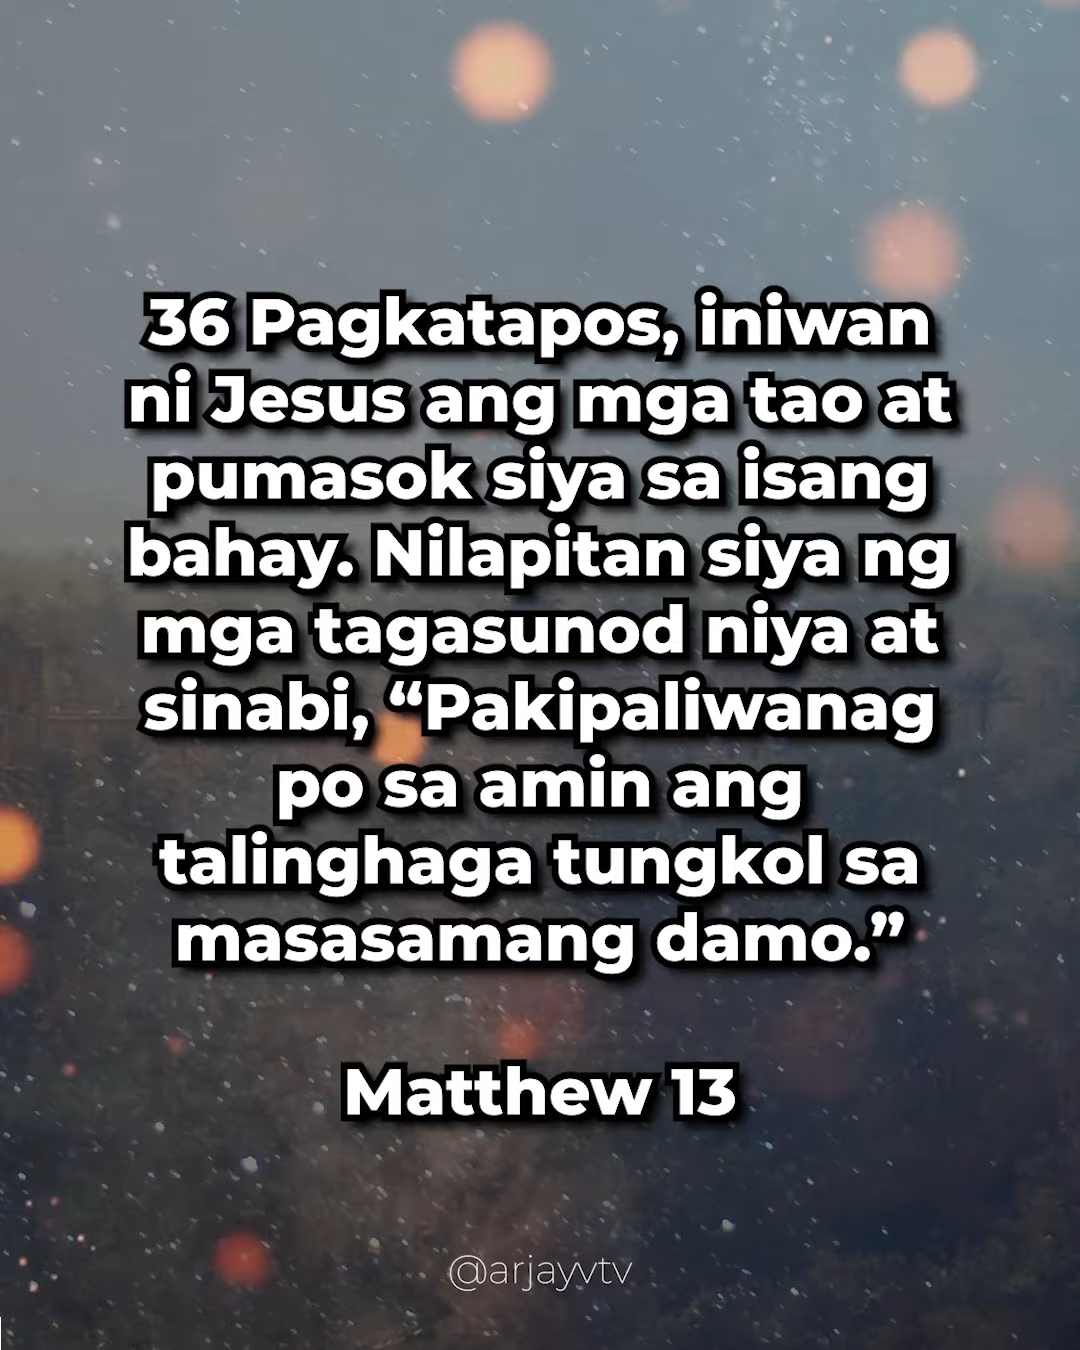 36 Pagkatapos, iniwan
ni Jesus ang mga tao at
pumasok siya sa isang
bahay. Nilapitan siya ng
mga tagasunod niya at
sinabi, “Pakipaliwanag
po sa amin ang
talinghaga tungkol sa
masasamang damo.”
Matthew 13
@arjayvtv